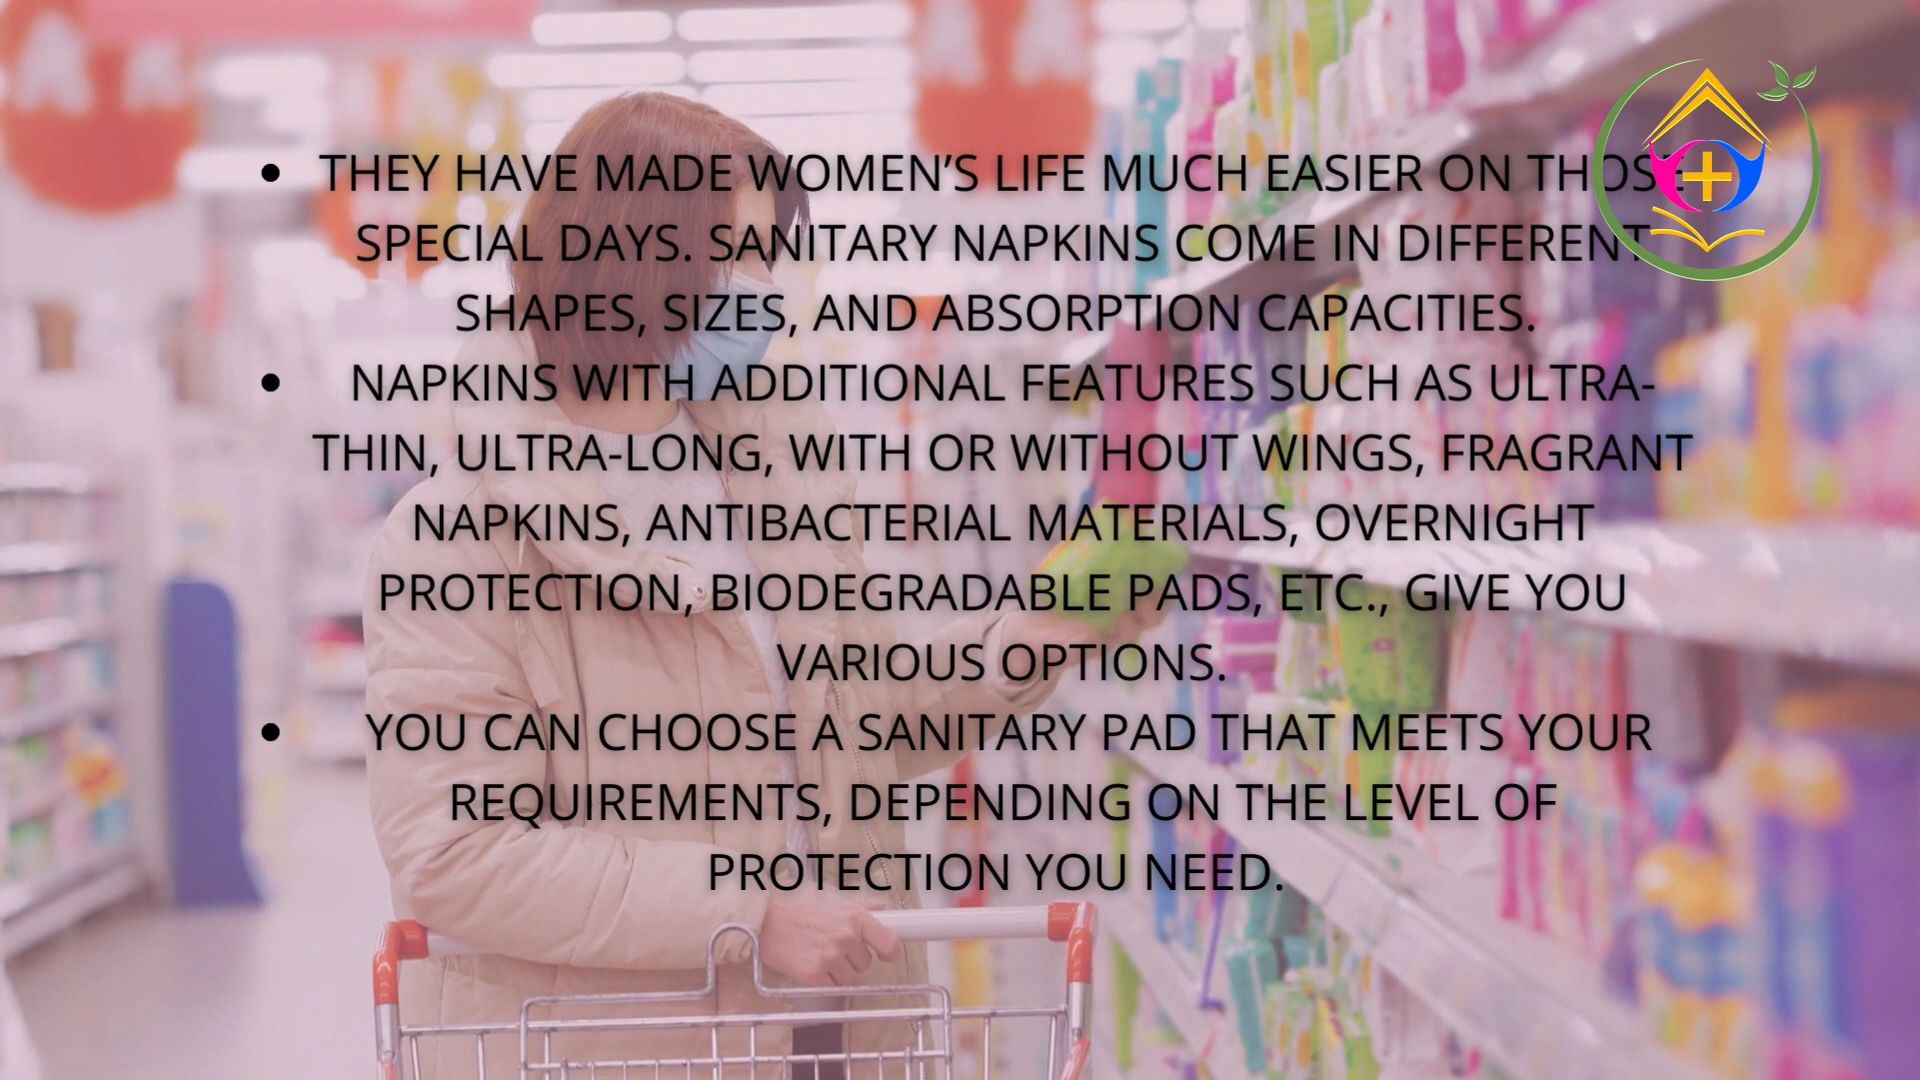 • THEY HAVE MADE WOMEN’S LIFE MUCH EASIER ON THOSE
SPECIAL DAYS. SANITARY NAPKINS COME IN DIFFERENT
SHAPES, SIZES, AND ABSORPTION CAPACITIES.
• NAPKINS WITH ADDITIONAL FEATURES SUCH AS ULTRA-
THIN, ULTRA-LONG, WITH OR WITHOUT WINGS, FRAGRANT
NAPKINS, ANTIBACTERIAL MATERIALS, OVERNIGHT
PROTECTION, BIODEGRADABLE PADS, ETC., GIVE YOU
VARIOUS OPTIONS.
• YOU CAN CHOOSE A SANITARY PAD THAT MEETS YOUR
REQUIREMENTS, DEPENDING ON THE LEVEL OF
PROTECTION YOU NEED.